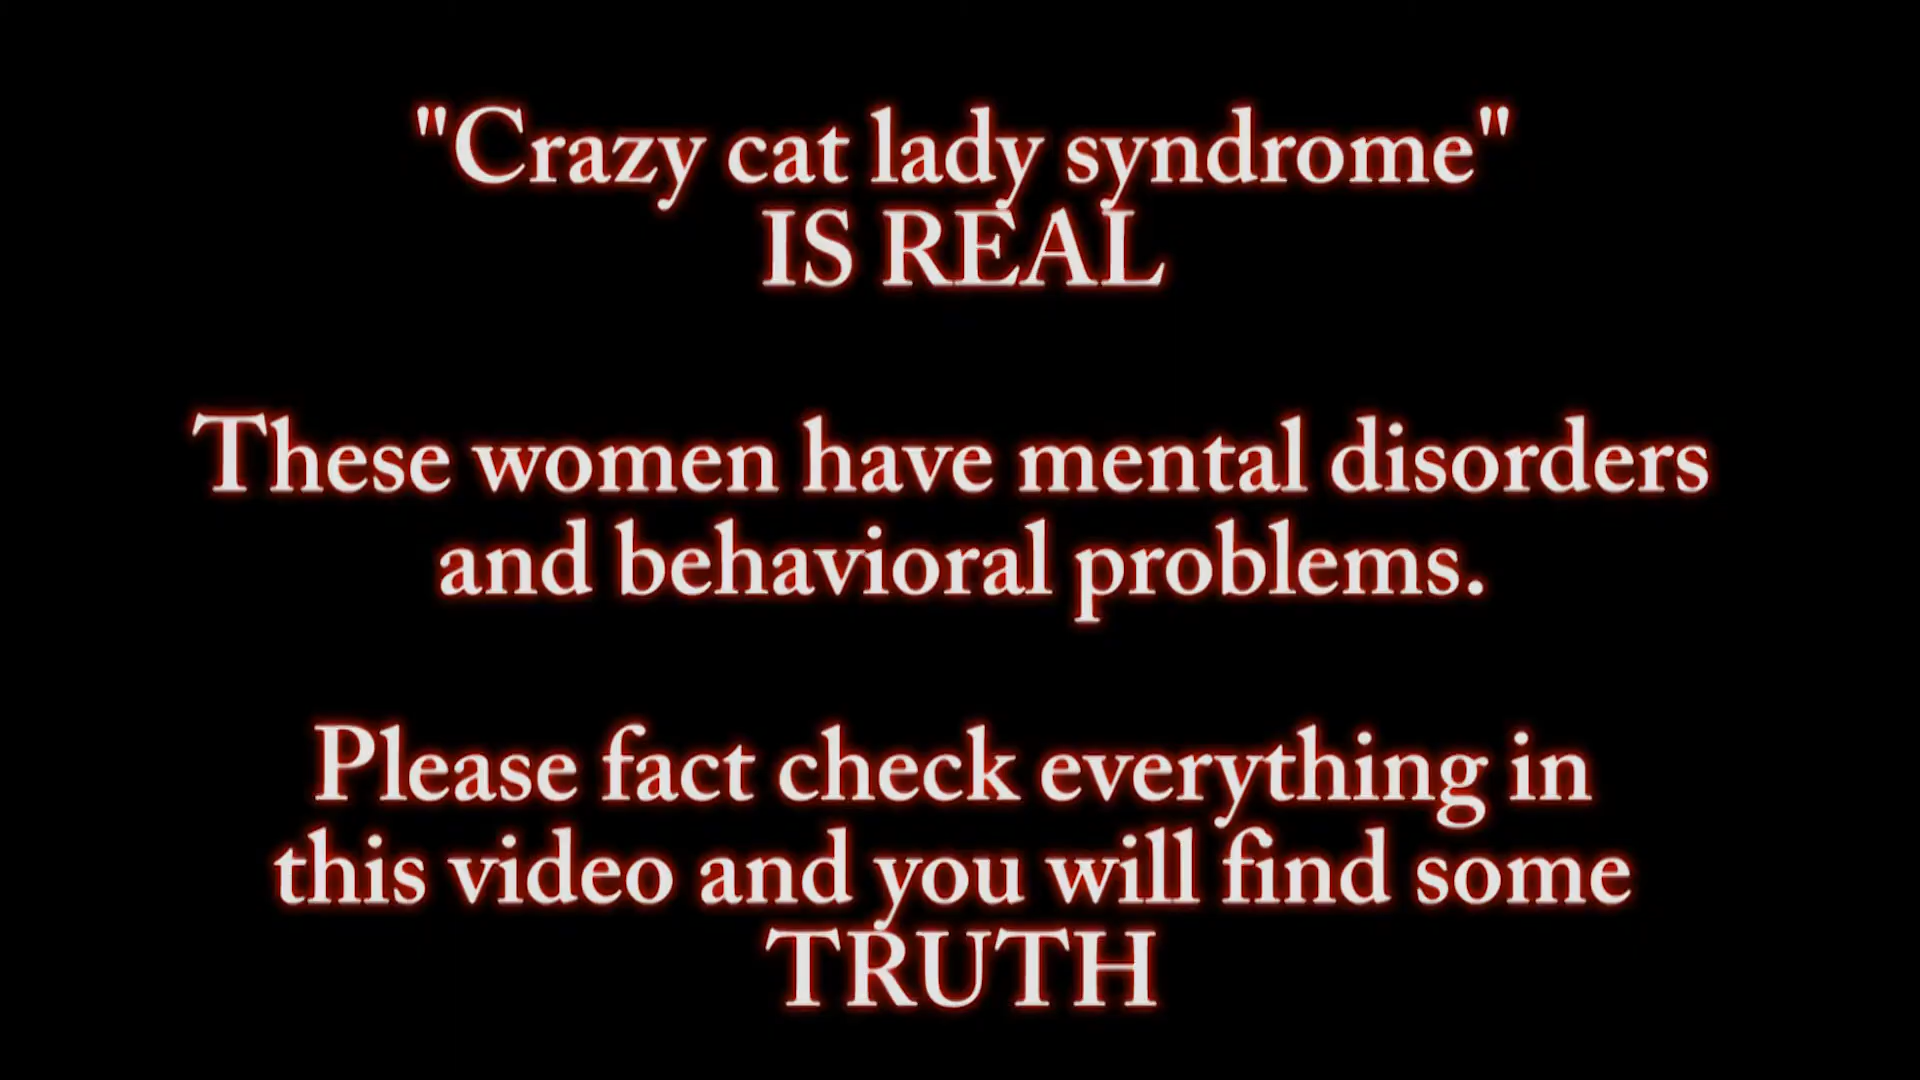 "Crazy cat lady syndrome"
IS REAL
These women have mental disorders
and behavioral problems.
Please fact check everything in
this video and you will find some
TRUTH